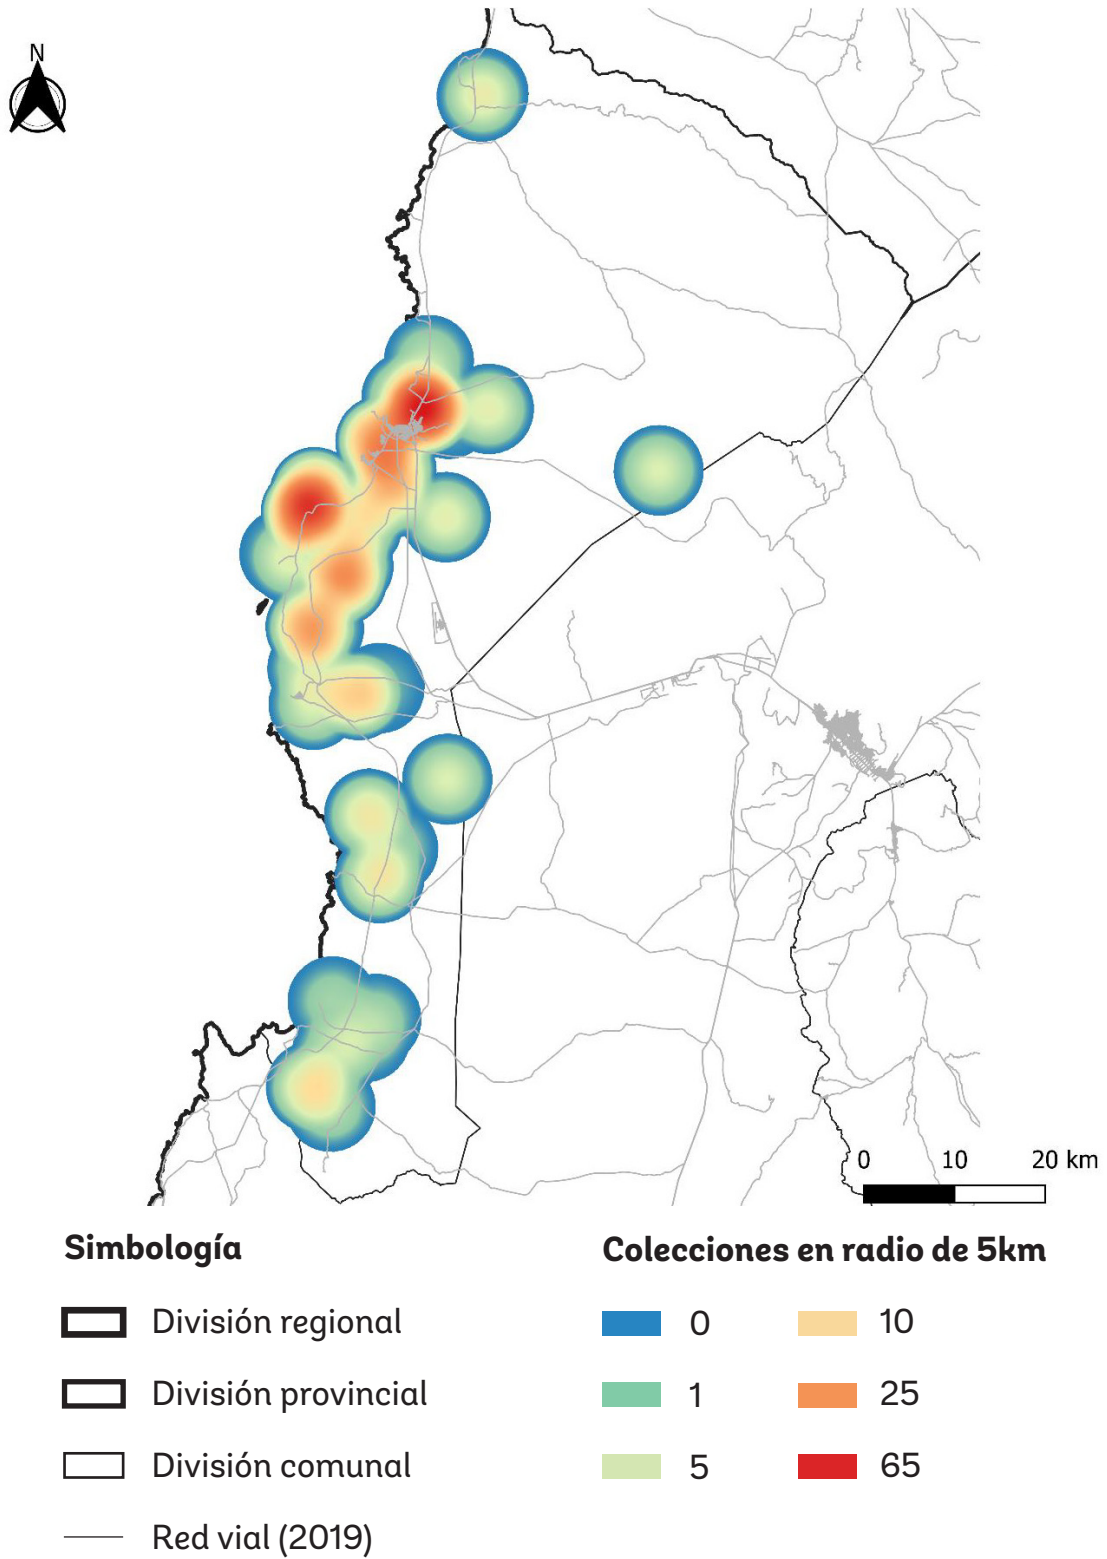 N
0 10 20 km
Simbología
División regional
División provincial
División comunal
Red vial (2019)
Colecciones en radio de 5km
0
1
5
10
25
65